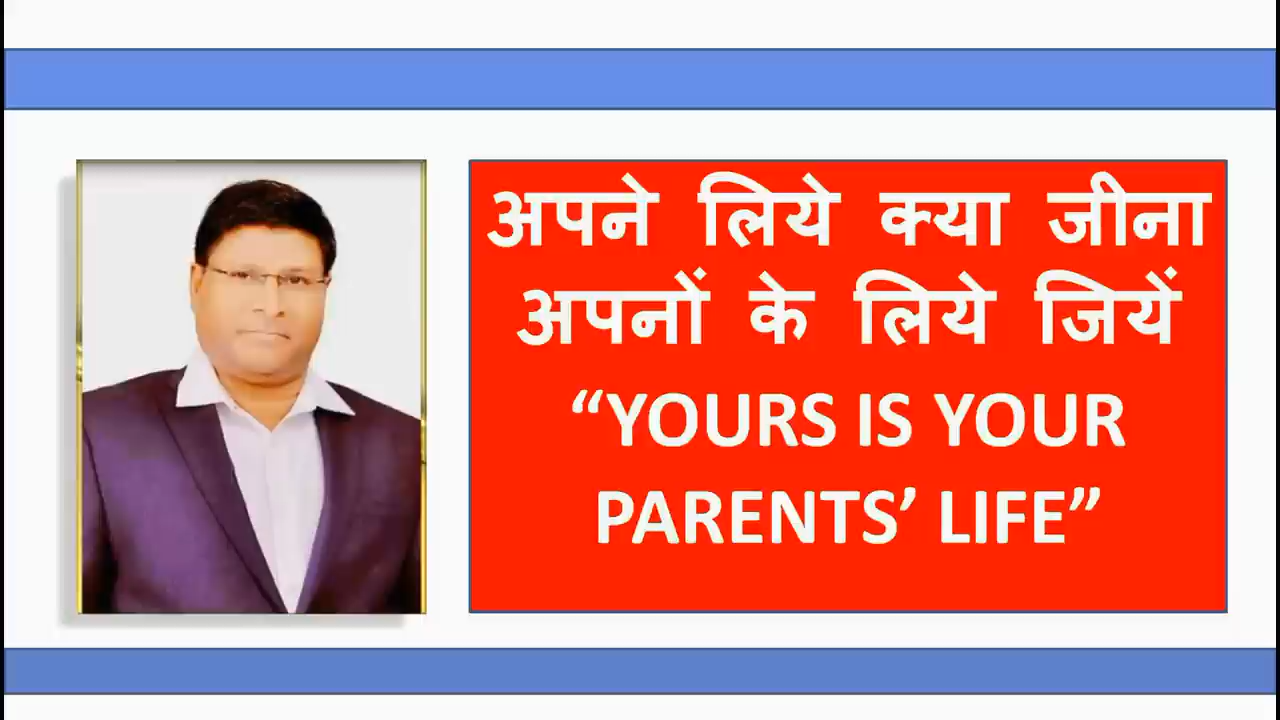 अपने लिये क्या जीना
अपनों के लिये जियें
“YOURS IS YOUR
PARENTS’ LIFE”